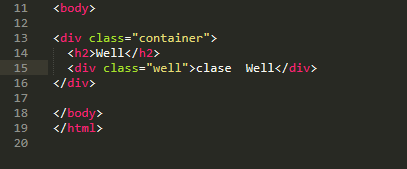 11 <body>
12
13 <div class="container">
14 <h2>Well</h2>
15 <div class="well">clase  Well</div>
16 </div>
17
18 </body>
19 </html>
20